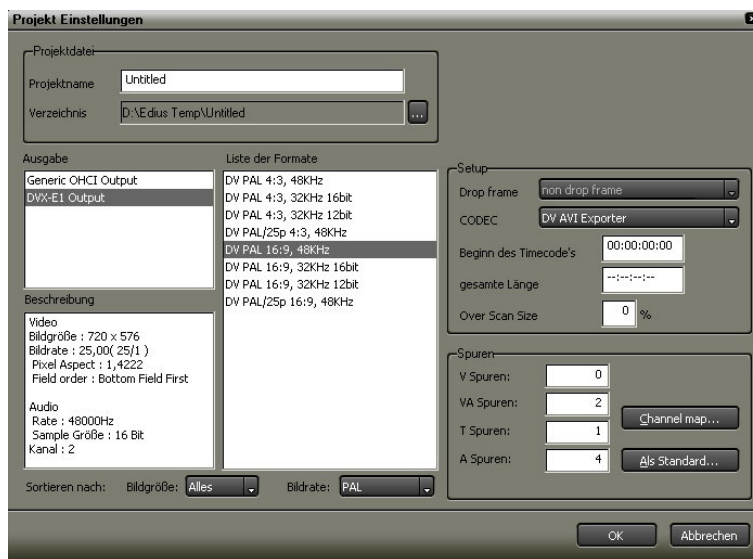 Projekt Einstellungen
Projektdatei
Projektname Untitled
Verzeichnis D:\Edius Temp\Untitled ...
Ausgabe
Generic OHCI Output
DVX-E1 Output
Liste der Formate
DV PAL 4:3, 48KHz
DV PAL 4:3, 32KHz 16bit
DV PAL 4:3, 32KHz 12bit
DV PAL/25p 4:3, 48KHz
DV PAL 16:9, 48KHz
DV PAL 16:9, 32KHz 16bit
DV PAL 16:9, 32KHz 12bit
DV PAL/25p 16:9, 48KHz
Beschreibung
Video
Bildgröße : 720 x 576
Bildrate : 25,00( 25/1 )
Pixel Aspect : 1,4222
Field order : Bottom Field First
Audio
Rate : 48000Hz
Sample Größe : 16 Bit
Kanal : 2
Setup
Drop frame non drop frame
CODEC DV AVI Exporter
Beginn des Timecode's 00:00:00:00
gesamte Länge --:--:--:--
Over Scan Size 0 %
Spuren
V Spuren: 0
VA Spuren: 2
T Spuren: 1
A Spuren: 4
Channel map...
Als Standard...
Sortieren nach: Bildgröße: Alles Bildrate: PAL
OK Abbrechen